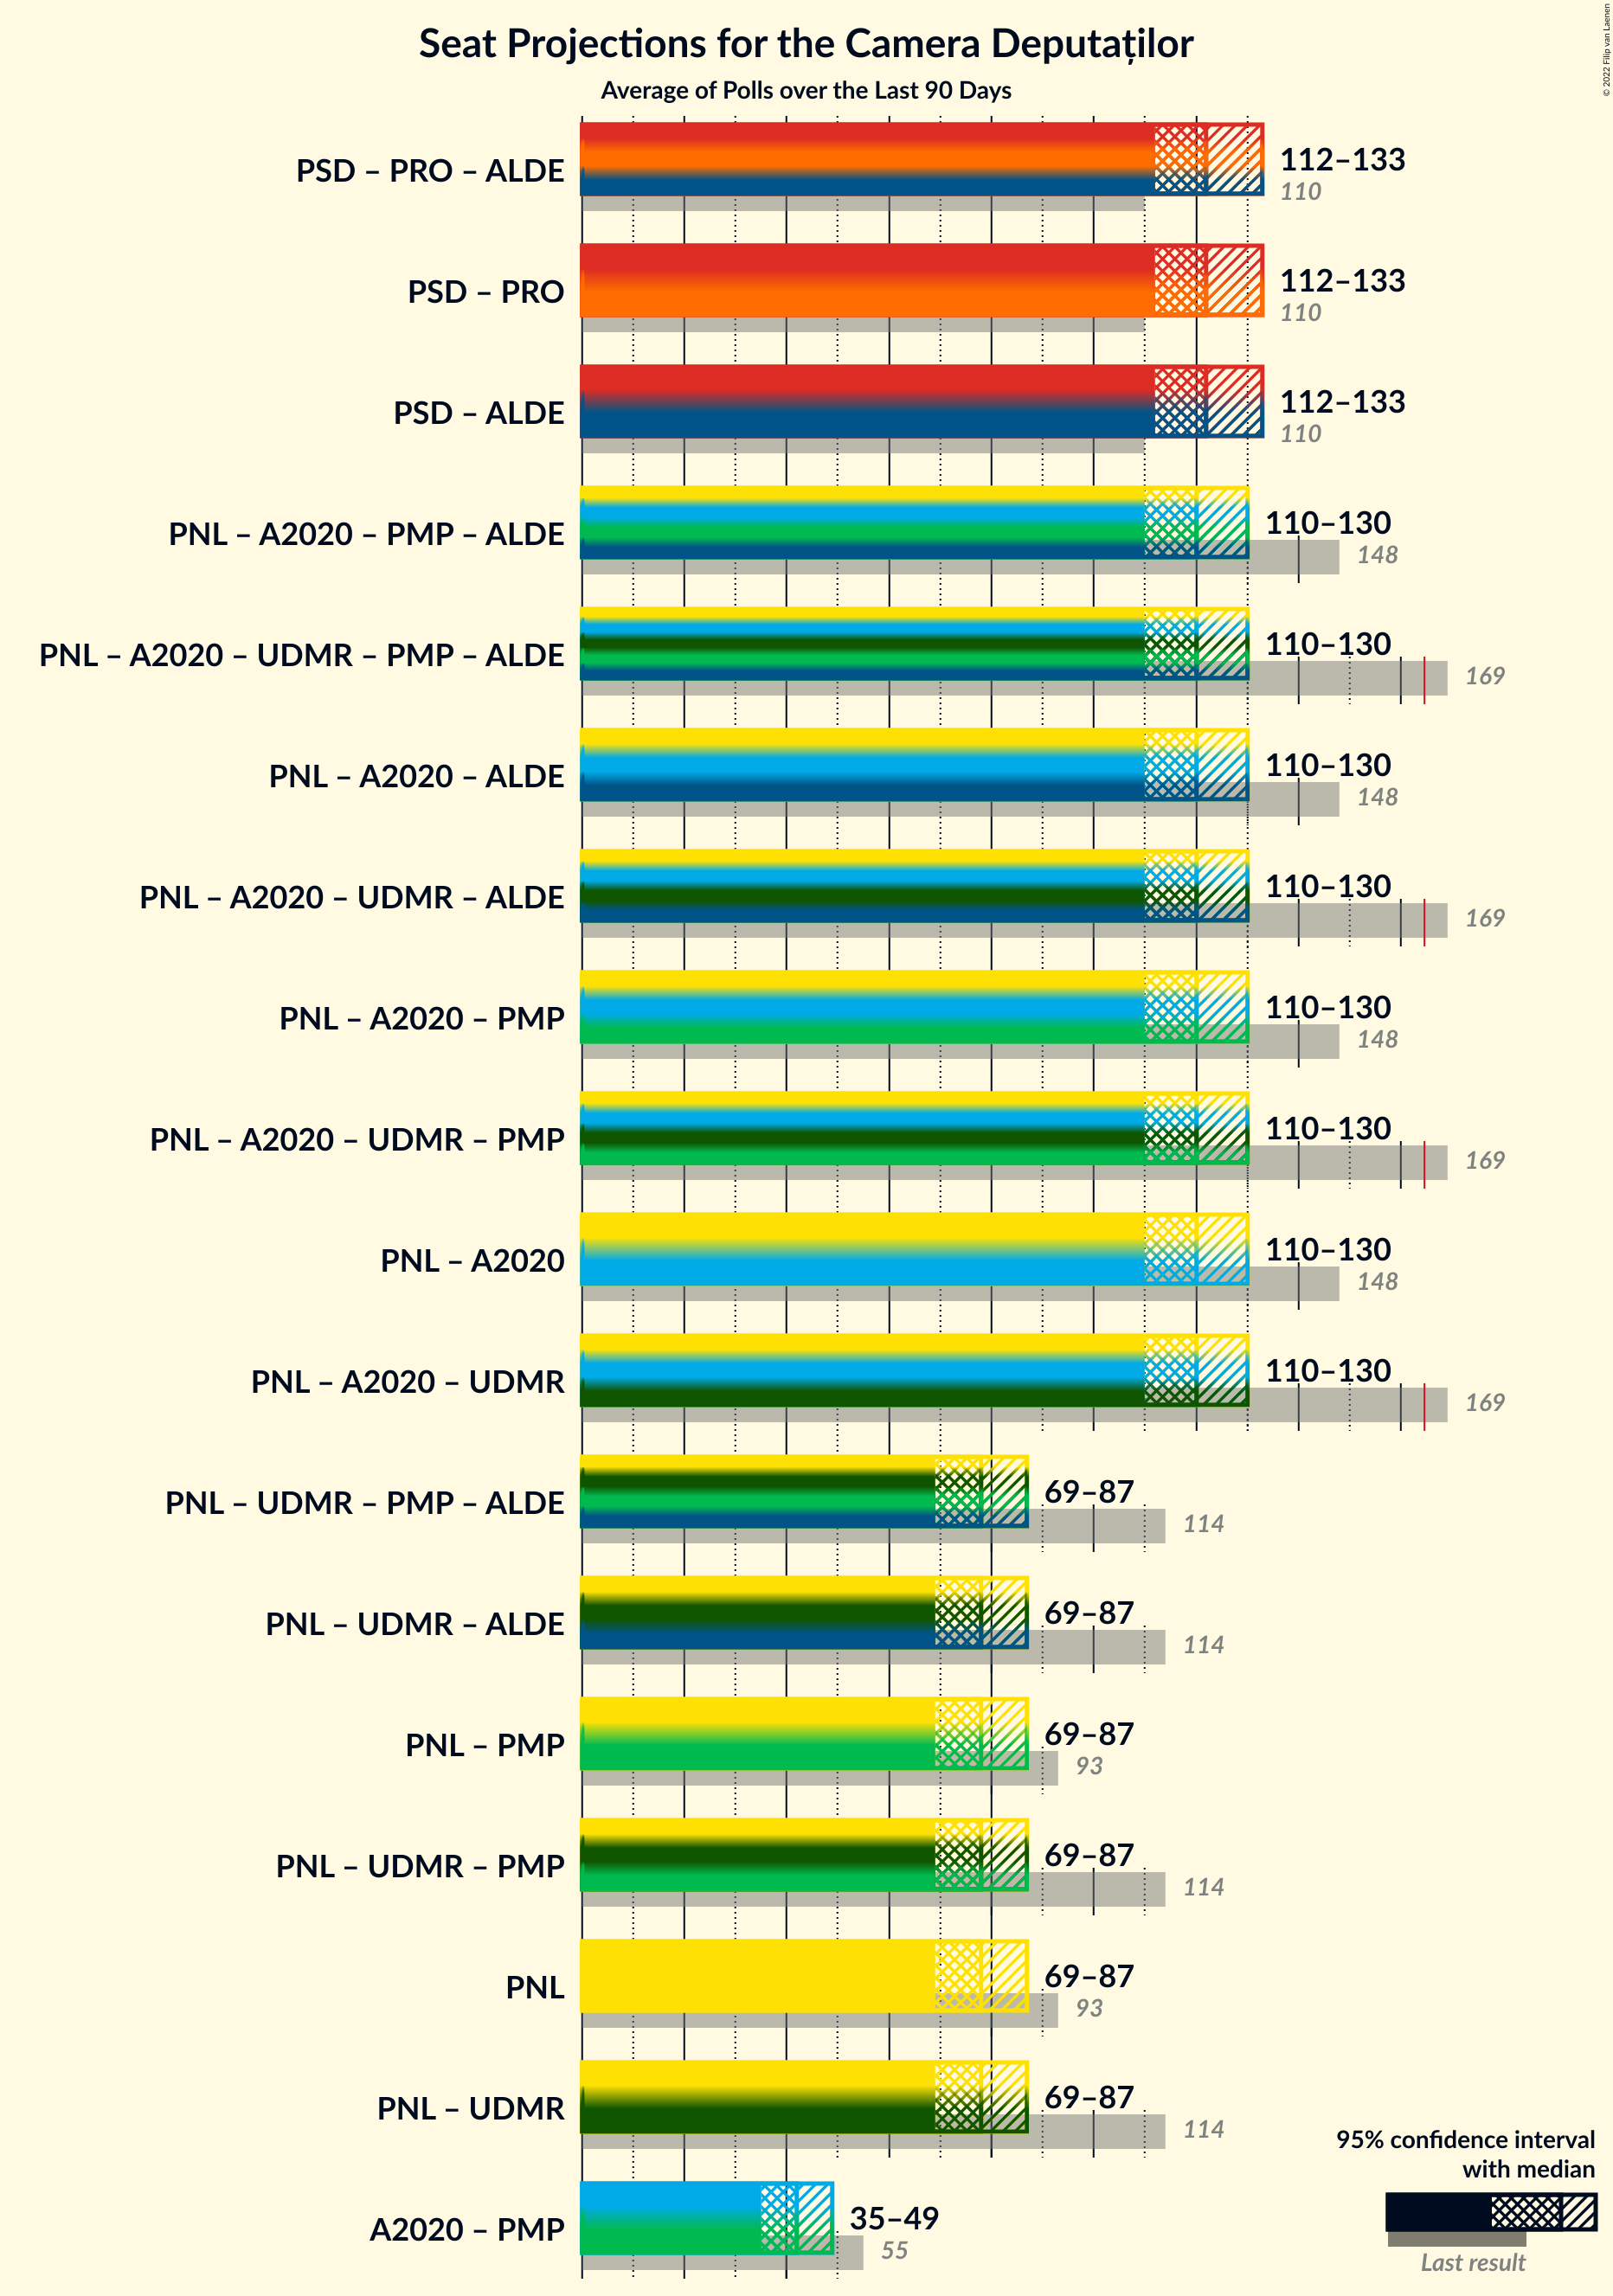 Seat Projections for the Camera Deputaților
Average of Polls over the Last 90 Days
© 2022 Filip van Laenen
PSD – PRO – ALDE
112–133
110
PSD – PRO
112–133
110
PSD – ALDE
112–133
110
PNL – A2020 – PMP – ALDE
110–130
148
PNL – A2020 – UDMR – PMP – ALDE
110–130
169
PNL – A2020 – ALDE
110–130
148
PNL – A2020 – UDMR – ALDE
110–130
169
PNL – A2020 – PMP
110–130
148
PNL – A2020 – UDMR – PMP
110–130
169
PNL – A2020
110–130
148
PNL – A2020 – UDMR
110–130
169
PNL – UDMR – PMP – ALDE
69–87
114
PNL – UDMR – ALDE
69–87
114
PNL – PMP
69–87
93
PNL – UDMR – PMP
69–87
114
PNL
69–87
93
PNL – UDMR
69–87
114
A2020 – PMP
35–49
55
95% confidence interval
with median
Last result